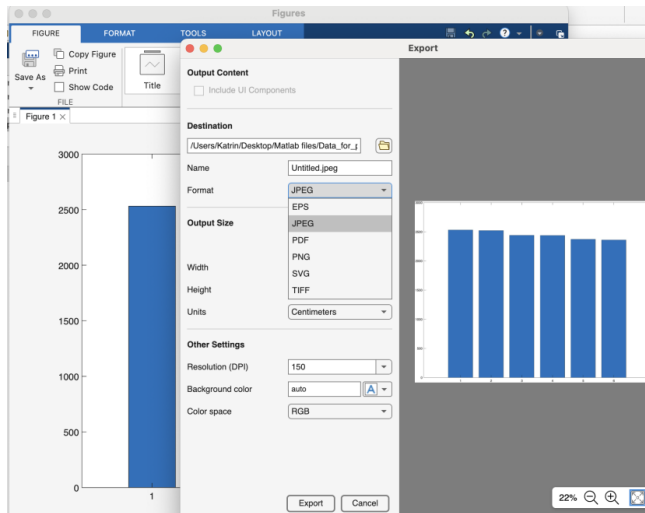 Figures
FIGURE FORMAT TOOLS LAYOUT
Save As
Copy Figure
Print
Show Code
FILE
Title
Figure 1 ×
3000
2500
2000
1500
1000
500
0
1
Export
Output Content
Include UI Components
Destination
/Users/Katrin/Desktop/Matlab files/Data_for_
Name Untitled.jpeg
Format JPEG
EPS
JPEG
PDF
PNG
SVG
TIFF
Output Size
Width
Height
Units Centimeters
Other Settings
Resolution (DPI) 150
Background color auto A
Color space RGB
Export Cancel
22%